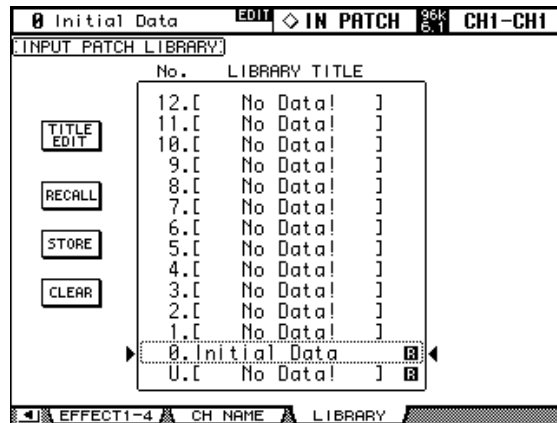 0 Initial Data EDIT ◇ IN PATCH 96k 6.1 CH1-CH1
INPUT PATCH LIBRARY
No. LIBRARY TITLE
12.[ No Data! ]
TITLE EDIT
11.[ No Data! ]
10.[ No Data! ]
9.[ No Data! ]
8.[ No Data! ]
RECALL
7.[ No Data! ]
6.[ No Data! ]
STORE
5.[ No Data! ]
4.[ No Data! ]
CLEAR
3.[ No Data! ]
2.[ No Data! ]
1.[ No Data! ]
0.Initial Data R
U.[ No Data! ] R
EFFECT1-4 CH NAME LIBRARY